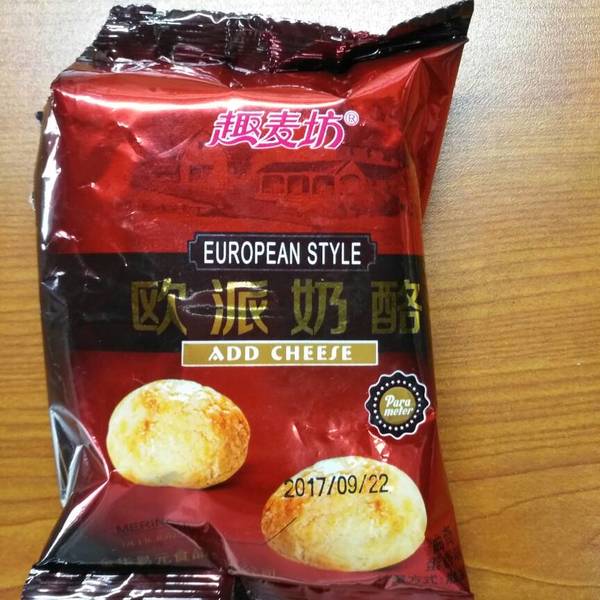 趣麦坊®
EUROPEAN STYLE
欧派奶酪
ADD CHEESE
Para
meter
2017/09/22